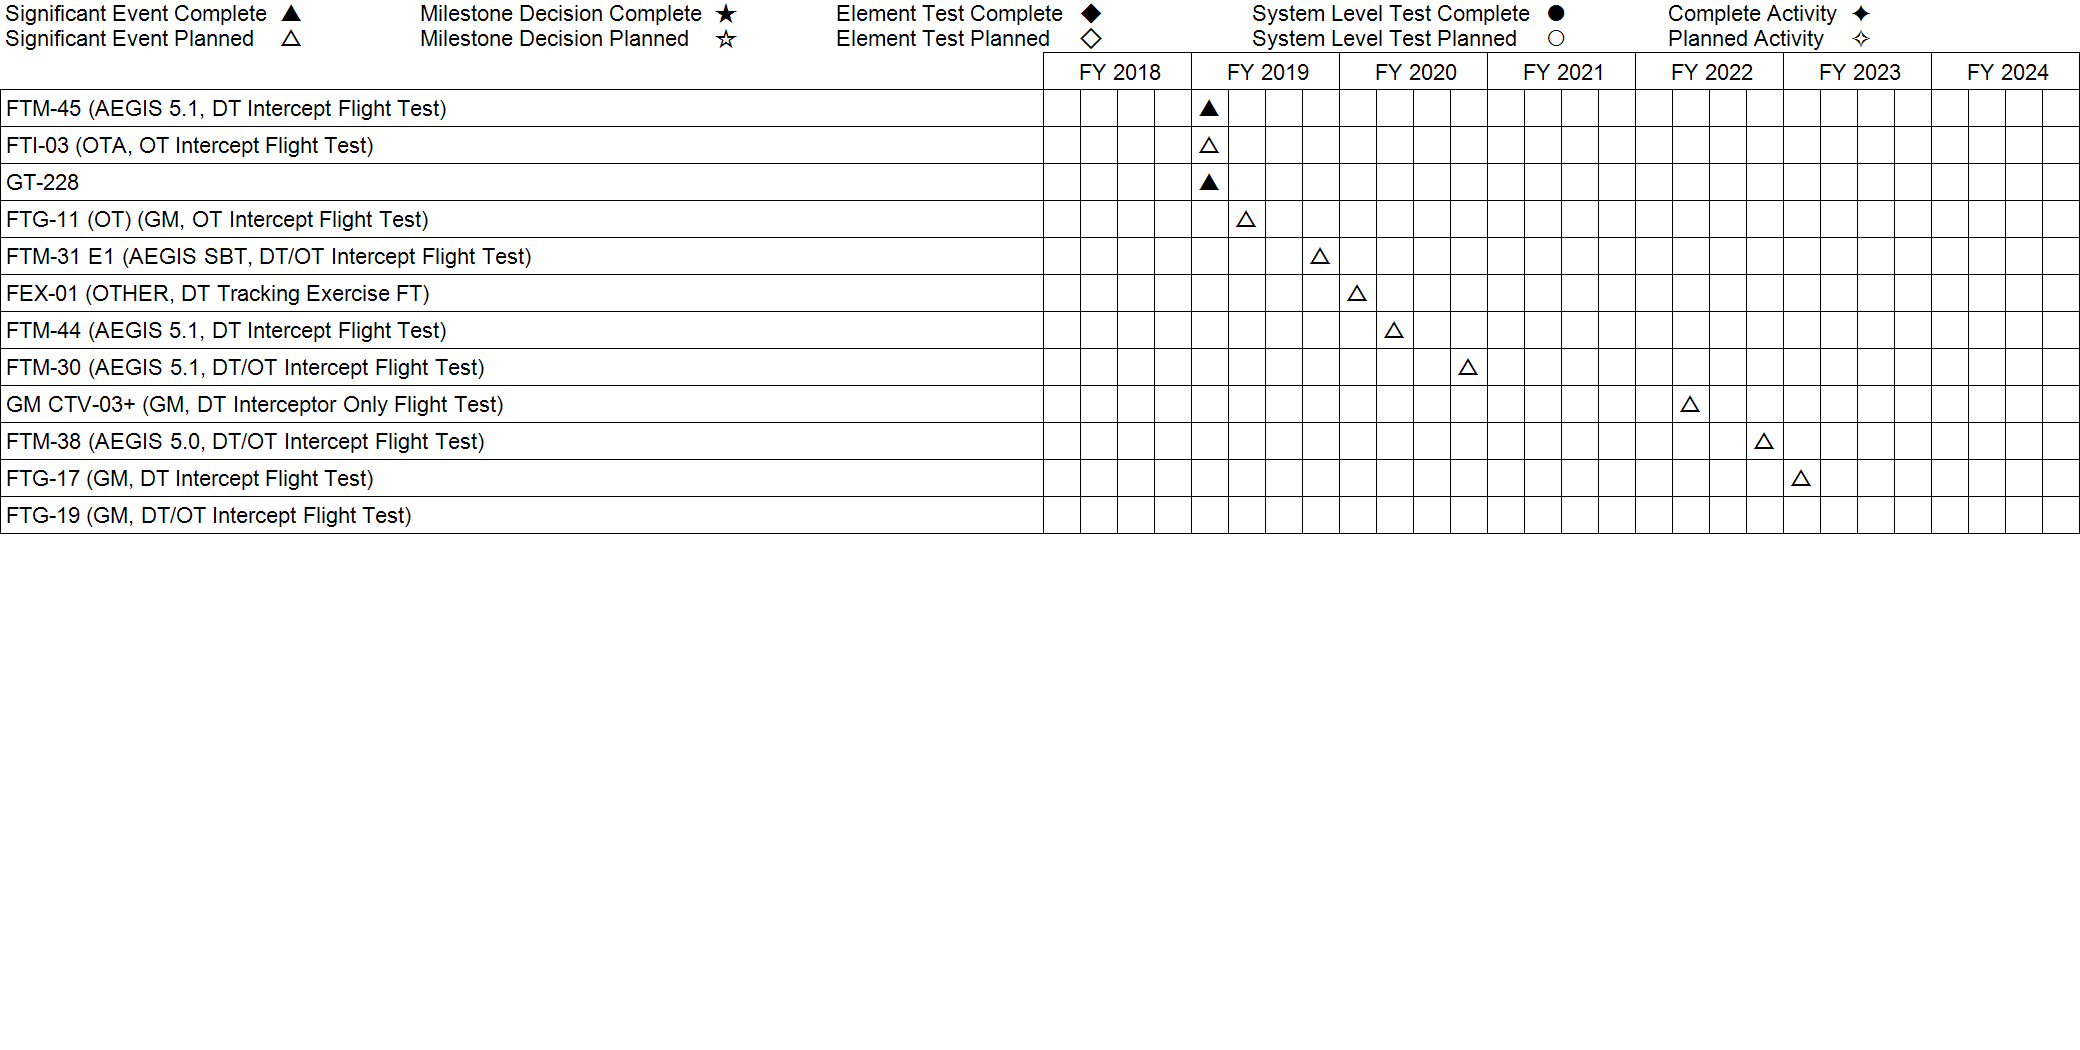 Significant Event Complete ▲ Milestone Decision Complete ★ Element Test Complete ◆ System Level Test Complete ● Complete Activity ✦
Significant Event Planned △ Milestone Decision Planned ☆ Element Test Planned ◇ System Level Test Planned ○ Planned Activity ✧
FY 2018 FY 2019 FY 2020 FY 2021 FY 2022 FY 2023 FY 2024
FTM-45 (AEGIS 5.1, DT Intercept Flight Test) ▲
FTI-03 (OTA, OT Intercept Flight Test) △
GT-228 ▲
FTG-11 (OT) (GM, OT Intercept Flight Test) △
FTM-31 E1 (AEGIS SBT, DT/OT Intercept Flight Test) △
FEX-01 (OTHER, DT Tracking Exercise FT) △
FTM-44 (AEGIS 5.1, DT Intercept Flight Test) △
FTM-30 (AEGIS 5.1, DT/OT Intercept Flight Test) △
GM CTV-03+ (GM, DT Interceptor Only Flight Test) △
FTM-38 (AEGIS 5.0, DT/OT Intercept Flight Test) △
FTG-17 (GM, DT Intercept Flight Test) △
FTG-19 (GM, DT/OT Intercept Flight Test)